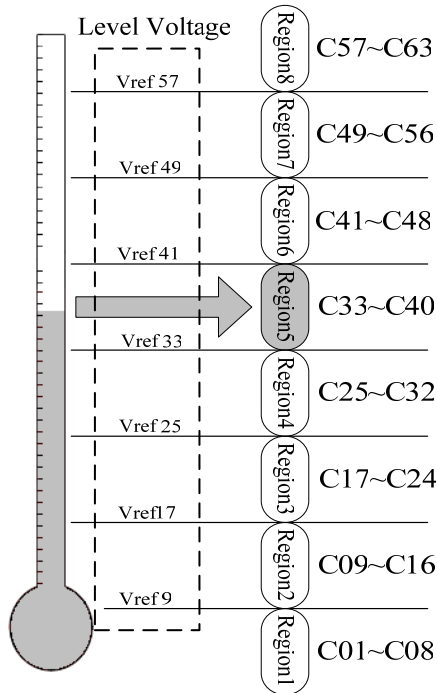 Level Voltage
Region8
C57~C63
Vref 57
Region7
C49~C56
Vref 49
Region6
C41~C48
Vref 41
Region5
C33~C40
Vref 33
Region4
C25~C32
Vref 25
Region3
C17~C24
Vref17
Region2
C09~C16
Vref 9
Region1
C01~C08